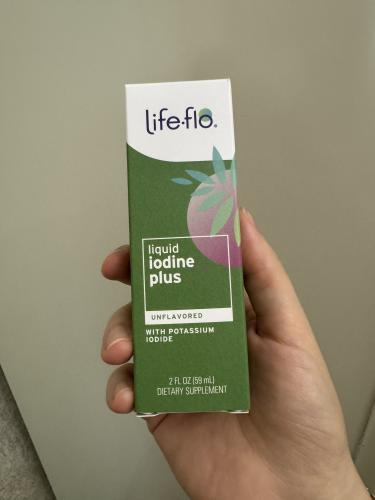 life·flo®
liquid
iodine
plus
UNFLAVORED
WITH POTASSIUM
IODIDE
2 FL OZ (59 mL)
DIETARY SUPPLEMENT